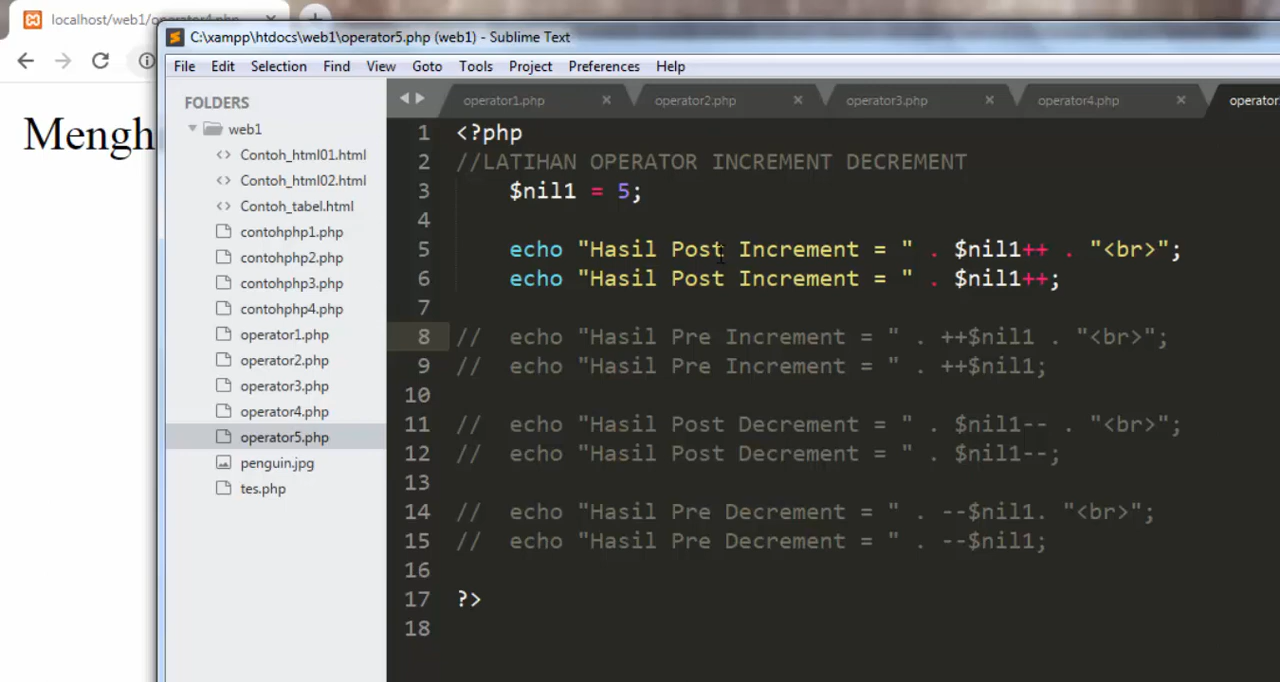 localhost/web1/operator4.php
C:\xampp\htdocs\web1\operator5.php (web1) - Sublime Text
File Edit Selection Find View Goto Tools Project Preferences Help
Mengh
FOLDERS
web1
Contoh_html01.html
Contoh_html02.html
Contoh_tabel.html
contohphp1.php
contohphp2.php
contohphp3.php
contohphp4.php
operator1.php
operator2.php
operator3.php
operator4.php
operator5.php
penguin.jpg
tes.php
operator1.php operator2.php operator3.php operator4.php operator
1 <?php
2 //LATIHAN OPERATOR INCREMENT DECREMENT
3 $nil1 = 5;
4
5 echo "Hasil Post Increment = " . $nil1++ . "<br>";
6 echo "Hasil Post Increment = " . $nil1++;
7
8 // echo "Hasil Pre Increment = " . ++$nil1 . "<br>";
9 // echo "Hasil Pre Increment = " . ++$nil1;
10
11 // echo "Hasil Post Decrement = " . $nil1-- . "<br>";
12 // echo "Hasil Post Decrement = " . $nil1--;
13
14 // echo "Hasil Pre Decrement = " . --$nil1. "<br>";
15 // echo "Hasil Pre Decrement = " . --$nil1;
16
17 ?>
18